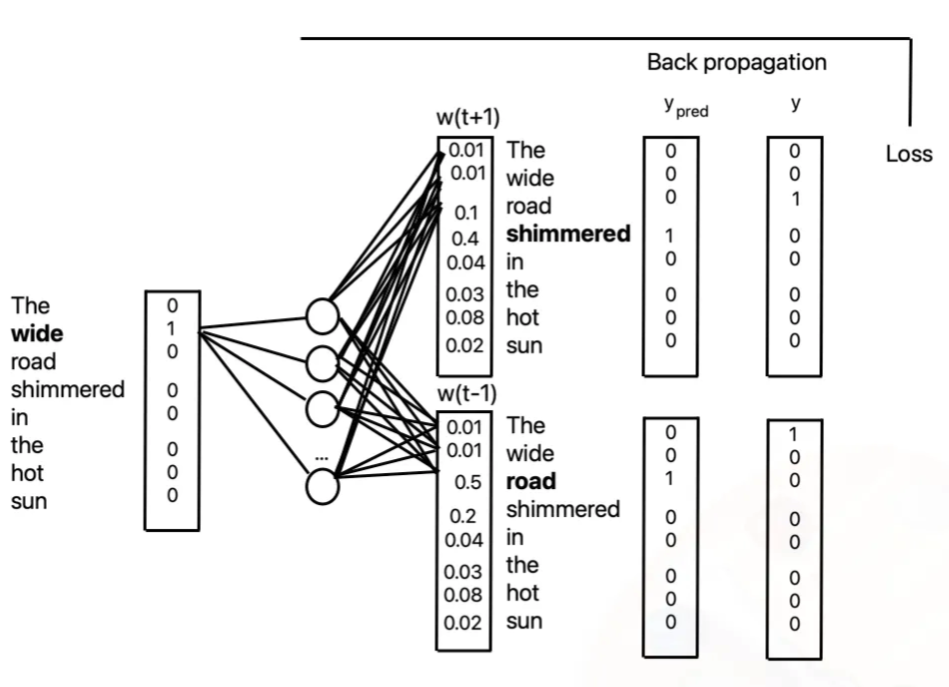 Back propagation
y pred
y
Loss
w(t+1)
0.01 The 0 0
0.01 wide 0 0
0.1 road 0 1
0.4 shimmered 1 0
0.04 in 0 0
0.03 the 0 0
0.08 hot 0 0
0.02 sun 0 0
The 0
wide 1
road 0
shimmered 0
in 0
the 0
hot 0
sun 0
...
w(t-1)
0.01 The 0 1
0.01 wide 0 0
0.5 road 1 0
0.2 shimmered 0 0
0.04 in 0 0
0.03 the 0 0
0.08 hot 0 0
0.02 sun 0 0